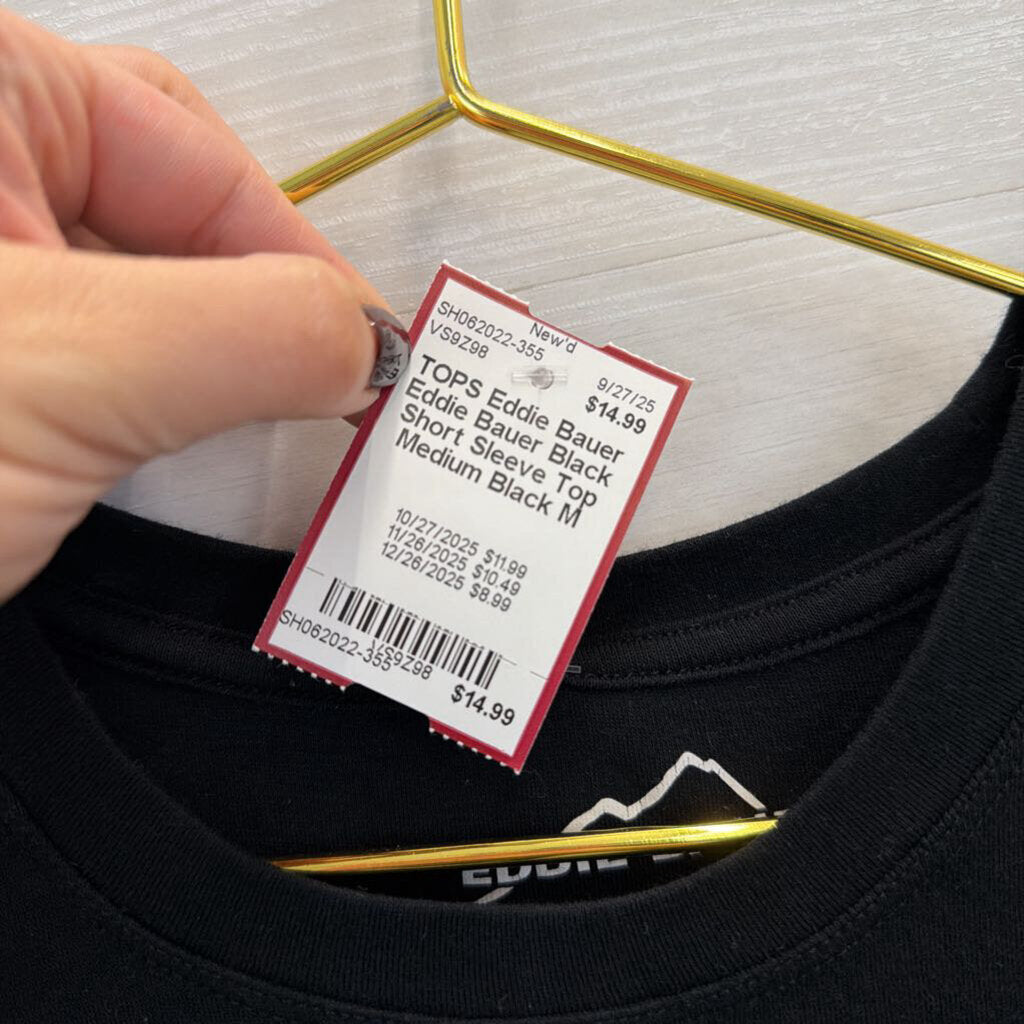 New'd
SH062022-355
VS9Z98
9/27/25
$14.99
TOPS Eddie Bauer
Eddie Bauer Black
Short Sleeve Top
Medium Black M
10/27/2025 $11.99
11/26/2025 $10.49
12/26/2025 $8.99
SH062022-355
VS9Z98
$14.99
EDDIE